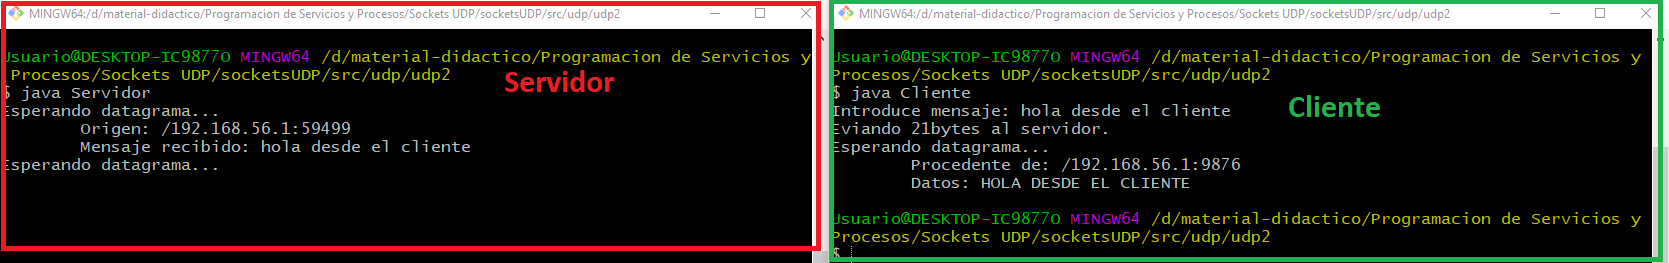 MINGW64:/d/material-didactico/Programacion de Servicios y Procesos/Sockets UDP/socketsUDP/src/udp/udp2
Usuario@DESKTOP-IC9877O MINGW64 /d/material-didactico/Programacion de Servicios y
Procesos/Sockets UDP/socketsUDP/src/udp/udp2
$ java Servidor
Esperando datagrama...
Origen: /192.168.56.1:59499
Mensaje recibido: hola desde el cliente
Esperando datagrama...
Servidor
MINGW64:/d/material-didactico/Programacion de Servicios y Procesos/Sockets UDP/socketsUDP/src/udp/udp2
Usuario@DESKTOP-IC9877O MINGW64 /d/material-didactico/Programacion de Servicios y
Procesos/Sockets UDP/socketsUDP/src/udp/udp2
$ java Cliente
Introduce mensaje: hola desde el cliente
Eviando 21bytes al servidor.
Esperando datagrama...
Procedente de: /192.168.56.1:9876
Datos: HOLA DESDE EL CLIENTE
Usuario@DESKTOP-IC9877O MINGW64 /d/material-didactico/Programacion de Servicios y
Procesos/Sockets UDP/socketsUDP/src/udp/udp2
$
Cliente